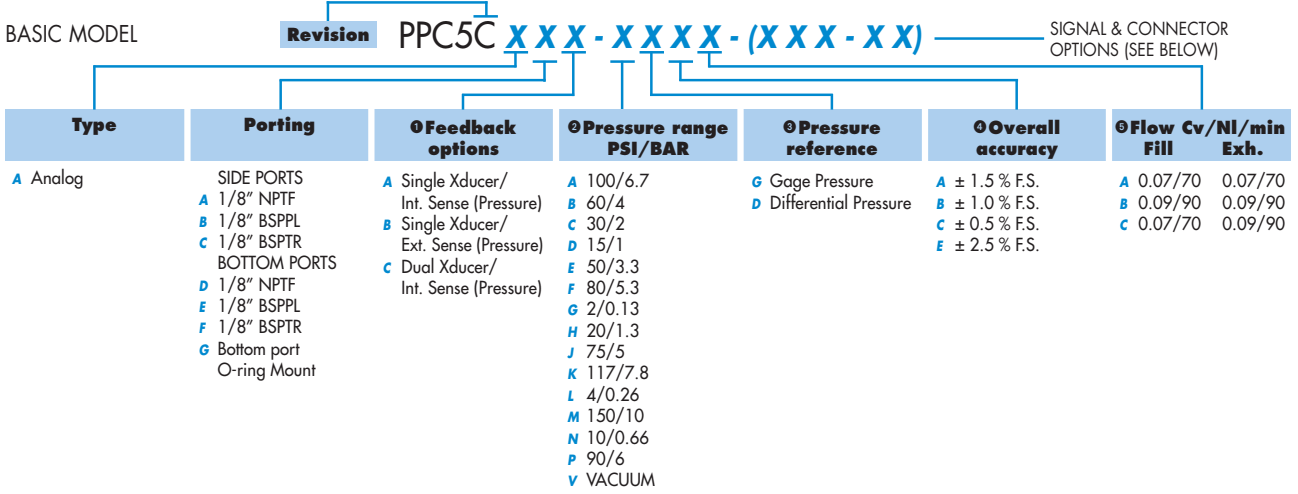 BASIC MODEL
Revision
PPC5C X X X - X X X X - (X X X - X X)
SIGNAL & CONNECTOR
OPTIONS (SEE BELOW)
Type
A Analog
Porting
SIDE PORTS
A 1/8" NPTF
B 1/8" BSPPL
C 1/8" BSPTR
BOTTOM PORTS
D 1/8" NPTF
E 1/8" BSPPL
F 1/8" BSPTR
G Bottom port
O-ring Mount
❶Feedback
options
A Single Xducer/
Int. Sense (Pressure)
B Single Xducer/
Ext. Sense (Pressure)
C Dual Xducer/
Int. Sense (Pressure)
❷Pressure range
PSI/BAR
A 100/6.7
B 60/4
C 30/2
D 15/1
E 50/3.3
F 80/5.3
G 2/0.13
H 20/1.3
J 75/5
K 117/7.8
L 4/0.26
M 150/10
N 10/0.66
P 90/6
V VACUUM
❸Pressure
reference
G Gage Pressure
D Differential Pressure
❹Overall
accuracy
A ± 1.5 % F.S.
B ± 1.0 % F.S.
C ± 0.5 % F.S.
E ± 2.5 % F.S.
❺Flow Cv/Nl/min
Fill Exh.
A 0.07/70 0.07/70
B 0.09/90 0.09/90
C 0.07/70 0.09/90